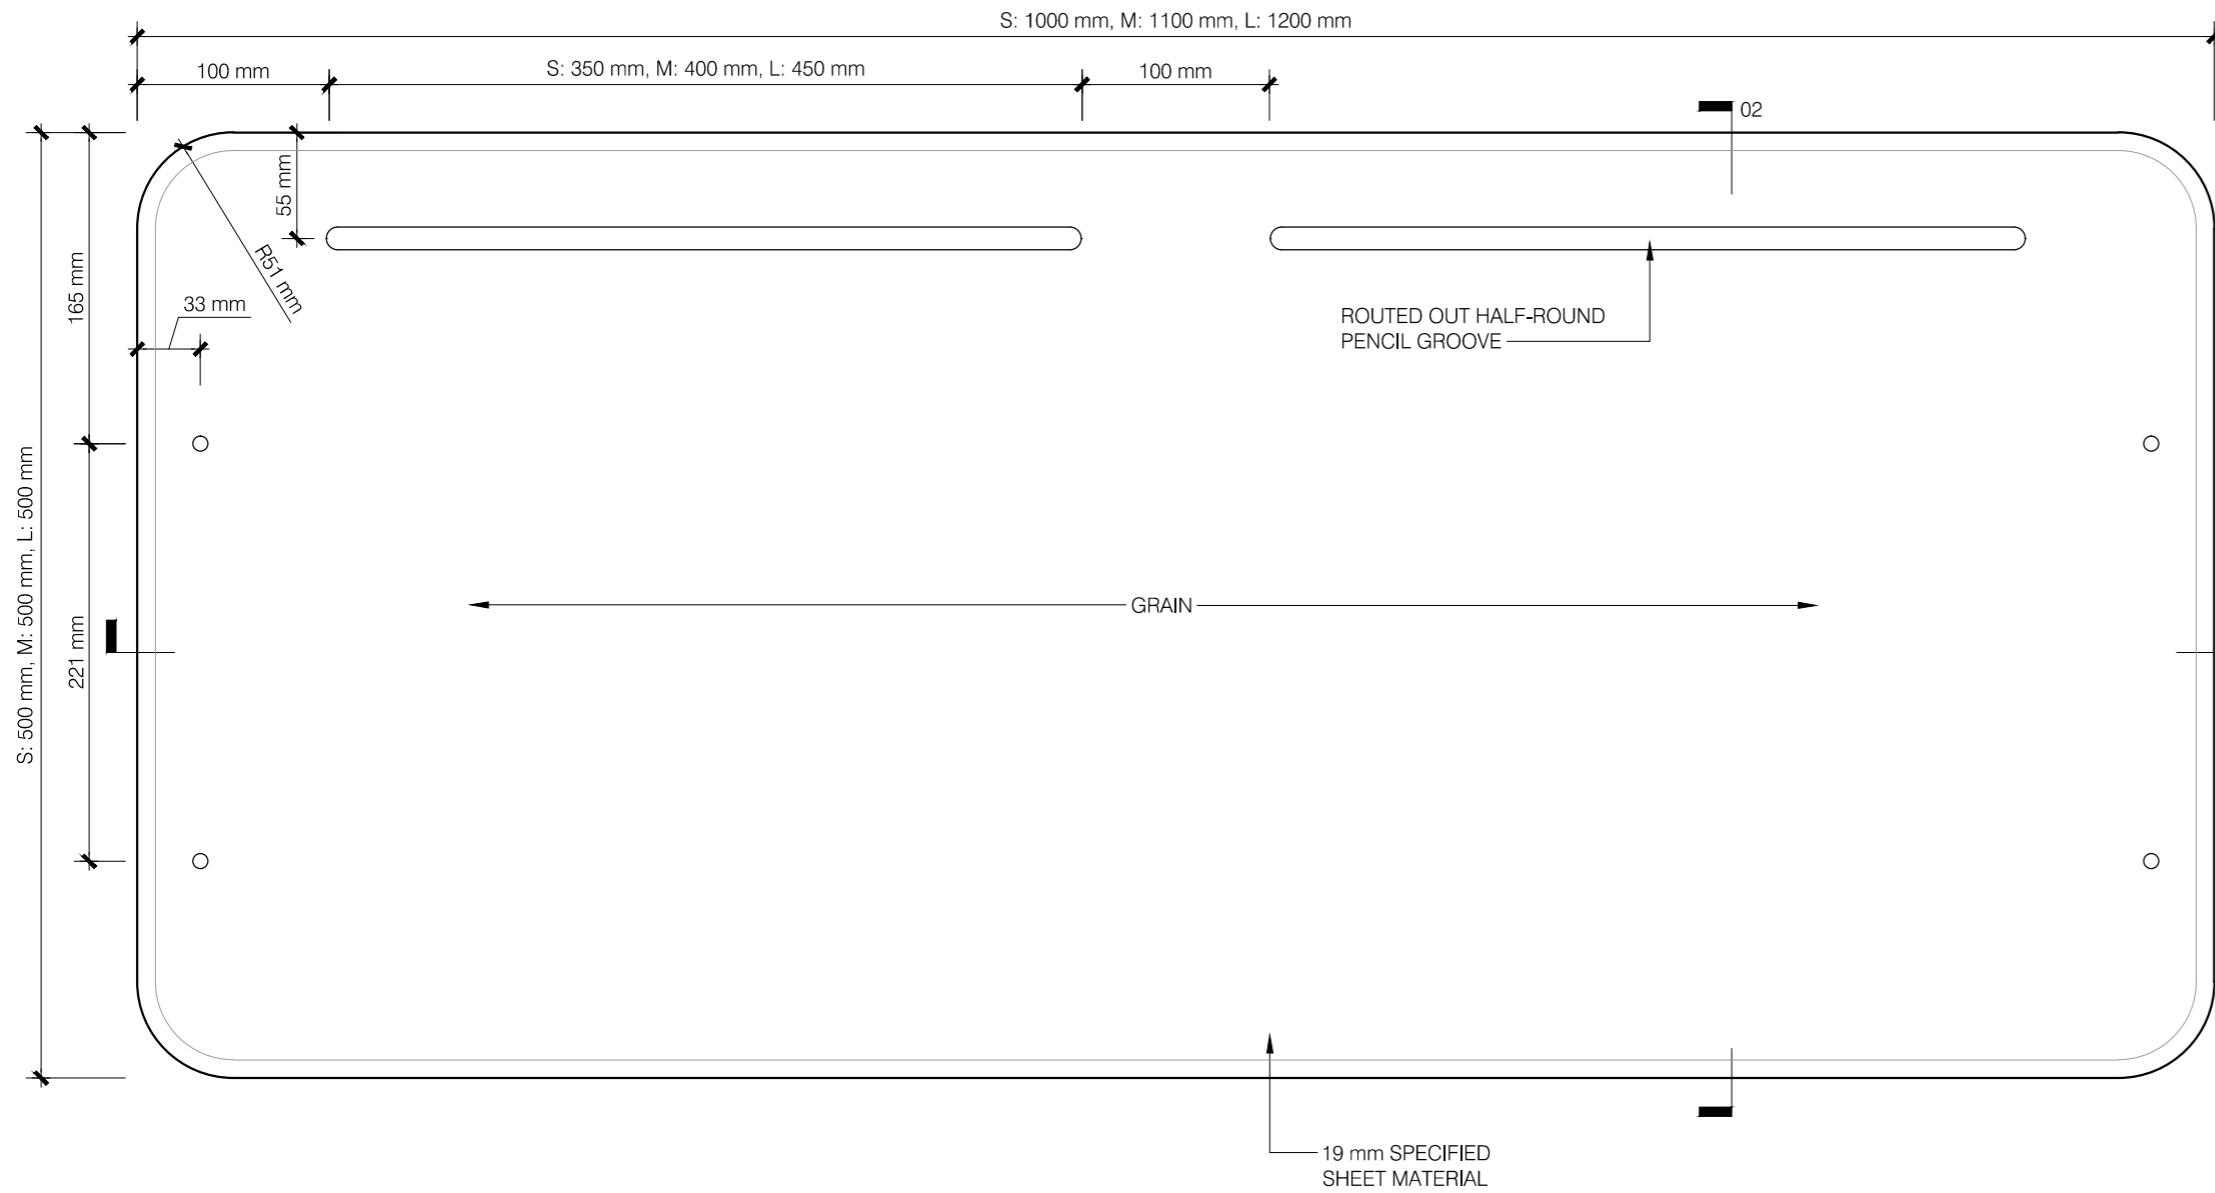 S: 1000 mm, M: 1100 mm, L: 1200 mm
100 mm
S: 350 mm, M: 400 mm, L: 450 mm
100 mm
02
55 mm
R51 mm
165 mm
33 mm
ROUTED OUT HALF-ROUND
PENCIL GROOVE
S: 500 mm, M: 500 mm, L: 500 mm
GRAIN
221 mm
19 mm SPECIFIED
SHEET MATERIAL